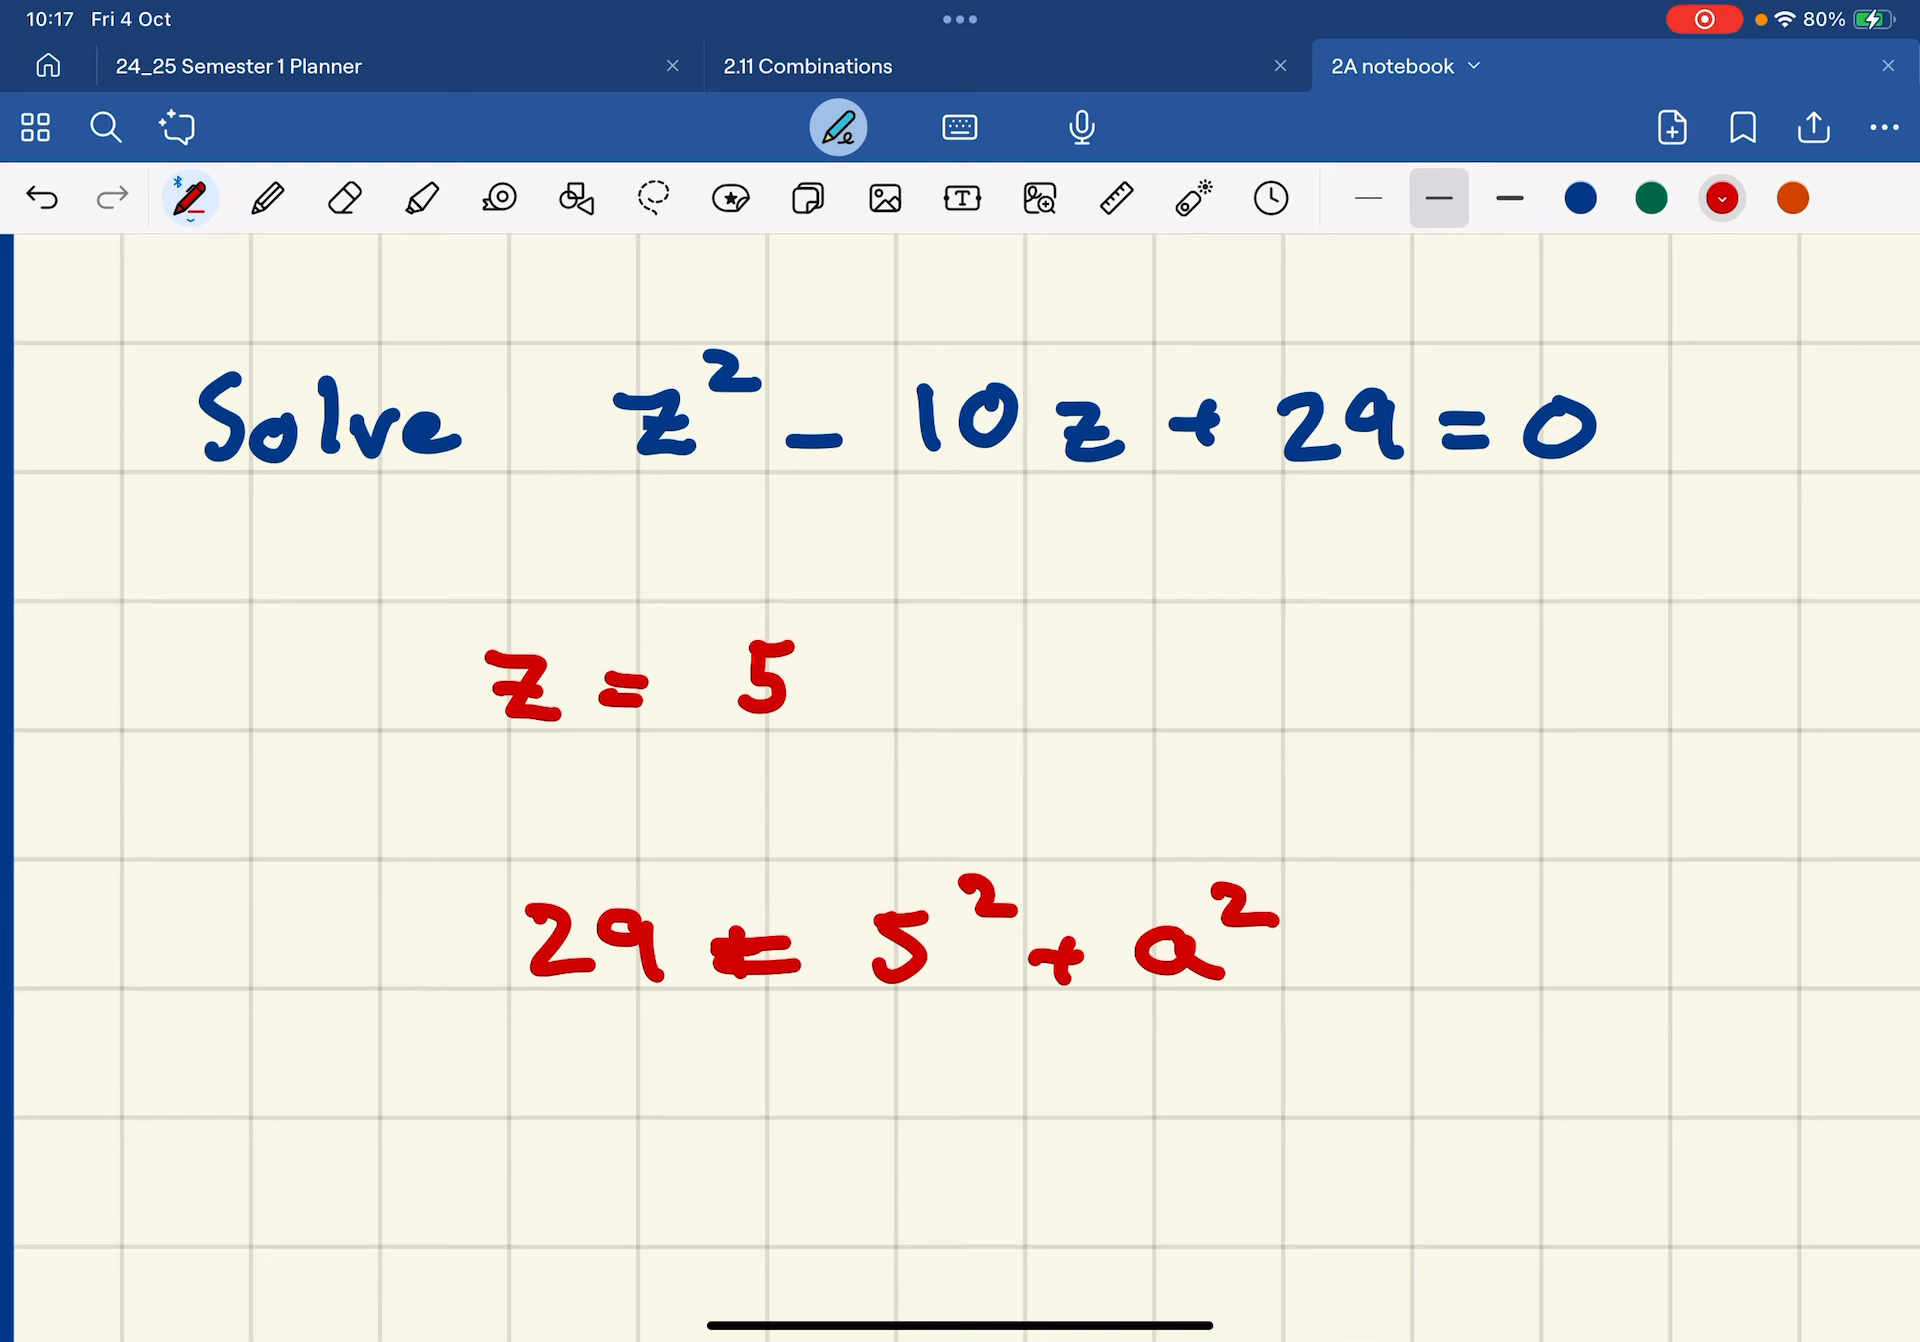 10:17 Fri 4 Oct 80%
24_25 Semester 1 Planner 2.11 Combinations 2A notebook
Solve z² - 10z + 29 = 0
z = 5
29 = 5² + a²